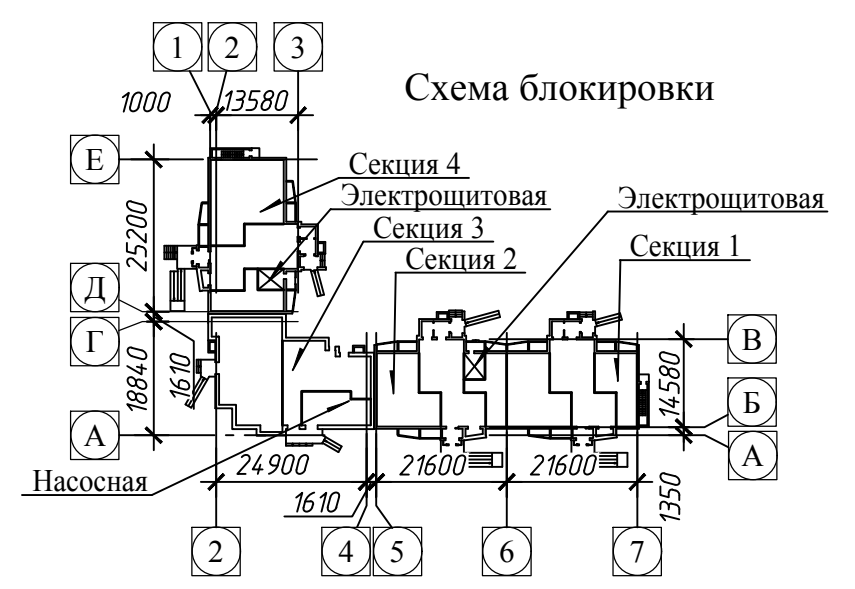 1 2 3
Схема блокировки
1000 13580
Е
Секция 4
Электрощитовая
Электрощитовая
Секция 3
Секция 2
Секция 1
25200
Д
Г
В
18840
1610
14580
Б
А
А
24900
21600
21600
Насосная
1610
1350
2 4 5 6 7